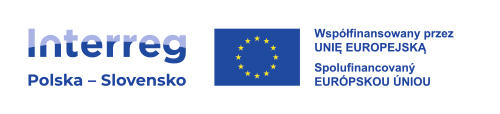 Interreg
Polska – Slovensko
Współfinansowany przez
UNIĘ EUROPEJSKĄ
Spolufinancovaný
EURÓPSKOU ÚNIOU